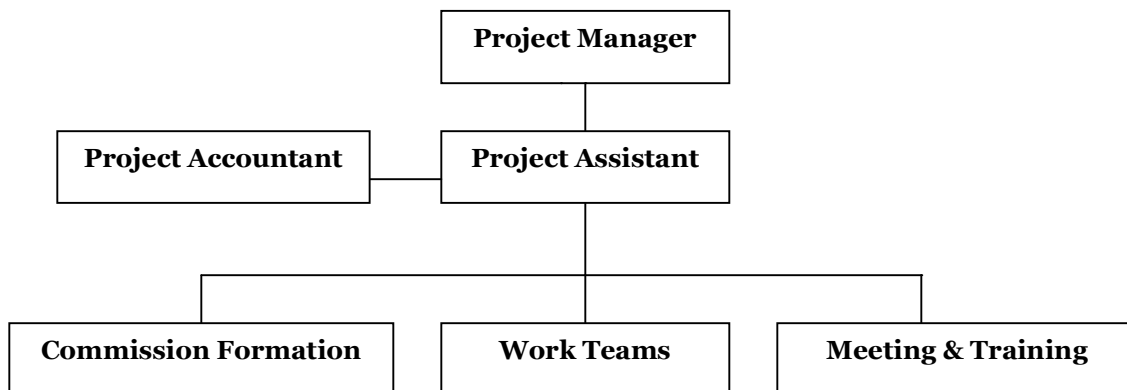 Project Manager
Project Accountant
Project Assistant
Commission Formation
Work Teams
Meeting & Training